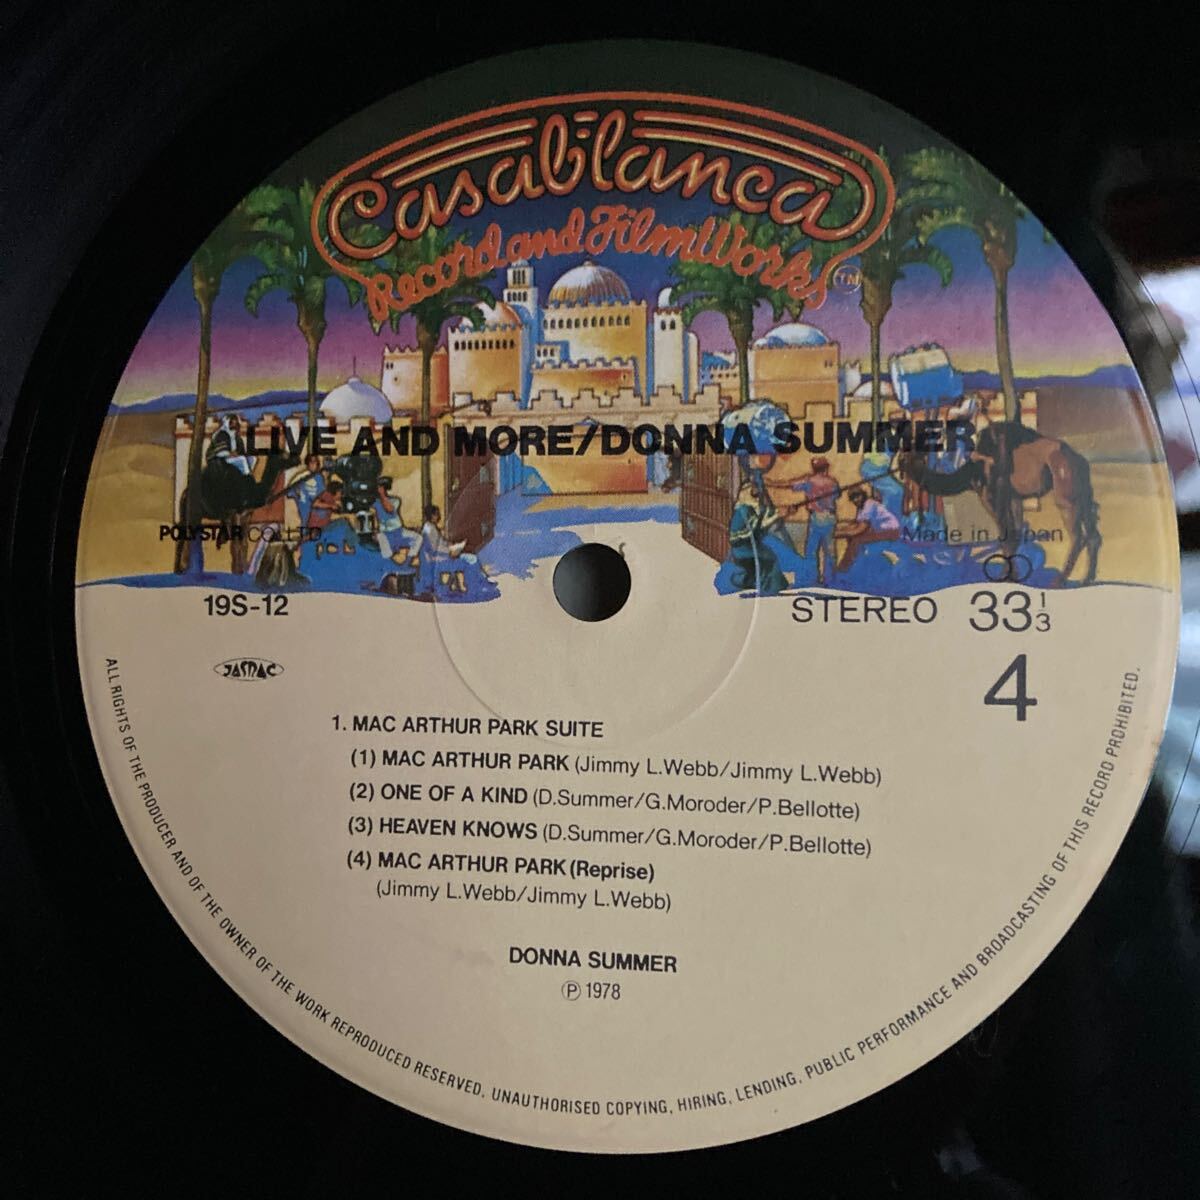 Casablanca
Record and FilmWorks TM
LIVE AND MORE/DONNA SUMMER
POLYSTAR CO., LTD.
Made in Japan
19S-12
STEREO 33 1/3
JASRAC
4
1. MAC ARTHUR PARK SUITE
(1) MAC ARTHUR PARK (Jimmy L.Webb/Jimmy L.Webb)
(2) ONE OF A KIND (D.Summer/G.Moroder/P.Bellotte)
(3) HEAVEN KNOWS (D.Summer/G.Moroder/P.Bellotte)
(4) MAC ARTHUR PARK (Reprise)
(Jimmy L.Webb/Jimmy L.Webb)
DONNA SUMMER
Ⓟ 1978
ALL RIGHTS OF THE PRODUCER AND OF THE OWNER OF THE WORK REPRODUCED RESERVED. UNAUTHORISED COPYING, HIRING, LENDING, PUBLIC PERFORMANCE AND BROADCASTING OF THIS RECORD PROHIBITED.